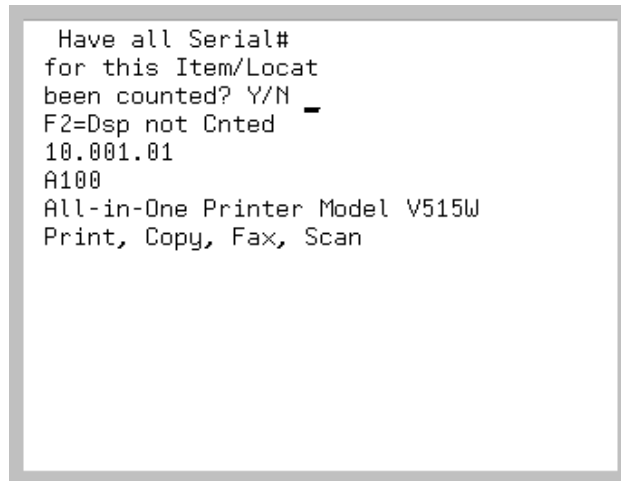 Have all Serial#
for this Item/Locat
been counted? Y/N _
F2=Dsp not Cnted
10.001.01
A100
All-in-One Printer Model V515W
Print, Copy, Fax, Scan